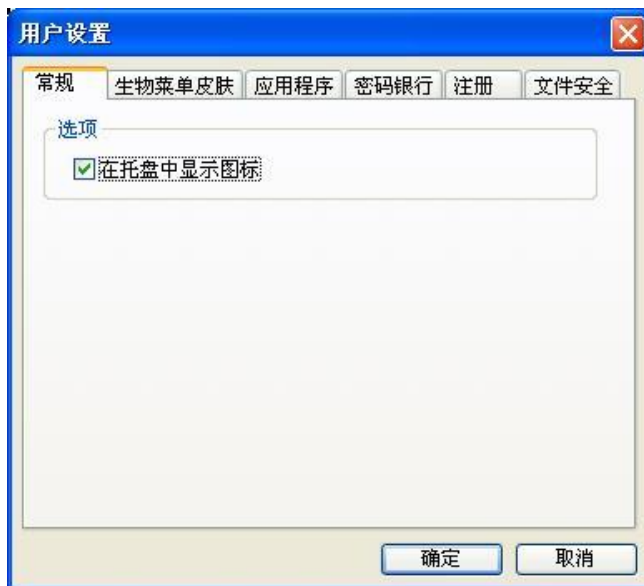 用户设置
常规 生物菜单皮肤 应用程序 密码银行 注册 文件安全
选项
在托盘中显示图标
确定 取消